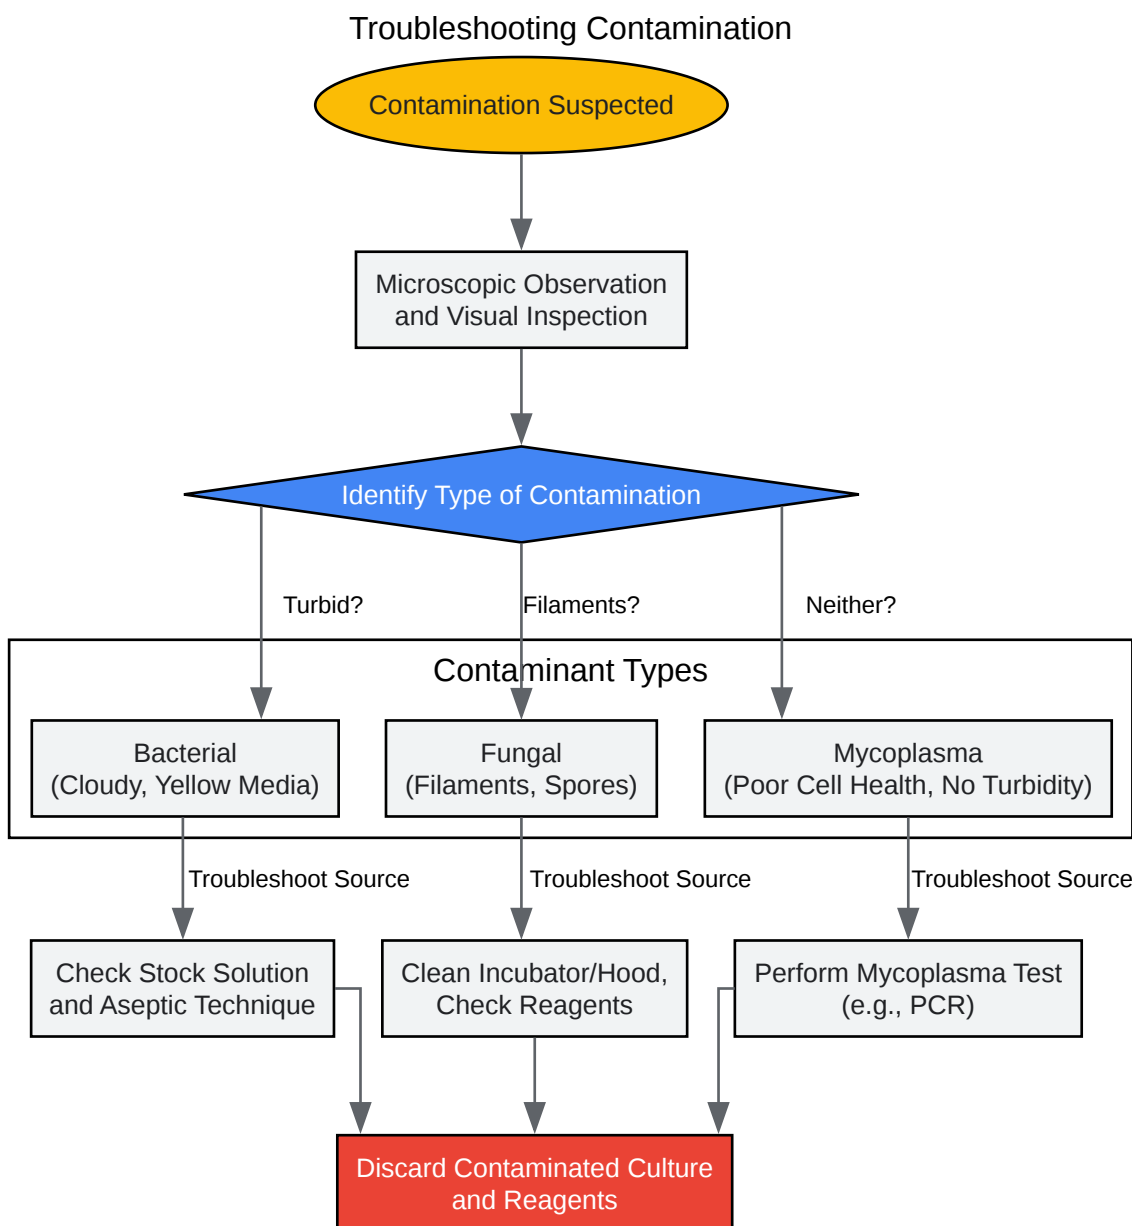 Troubleshooting Contamination
Contamination Suspected
Microscopic Observation
and Visual Inspection
Identify Type of Contamination
Turbid?
Filaments?
Neither?
Contaminant Types
Bacterial
(Cloudy, Yellow Media)
Fungal
(Filaments, Spores)
Mycoplasma
(Poor Cell Health, No Turbidity)
Troubleshoot Source
Troubleshoot Source
Troubleshoot Source
Check Stock Solution
and Aseptic Technique
Clean Incubator/Hood,
Check Reagents
Perform Mycoplasma Test
(e.g., PCR)
Discard Contaminated Culture
and Reagents